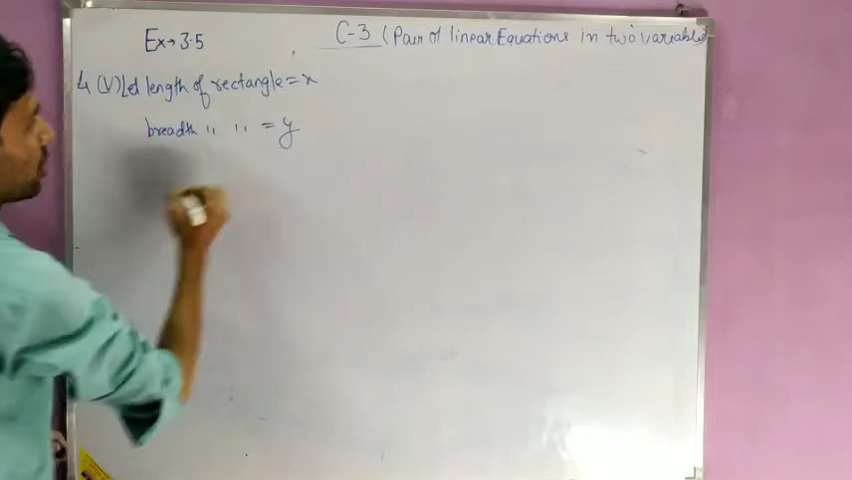 Ex→3.5
C-3 (Pair of linear Equations in two variables)
4 (V) Let length of rectangle = x
breadth " " = y